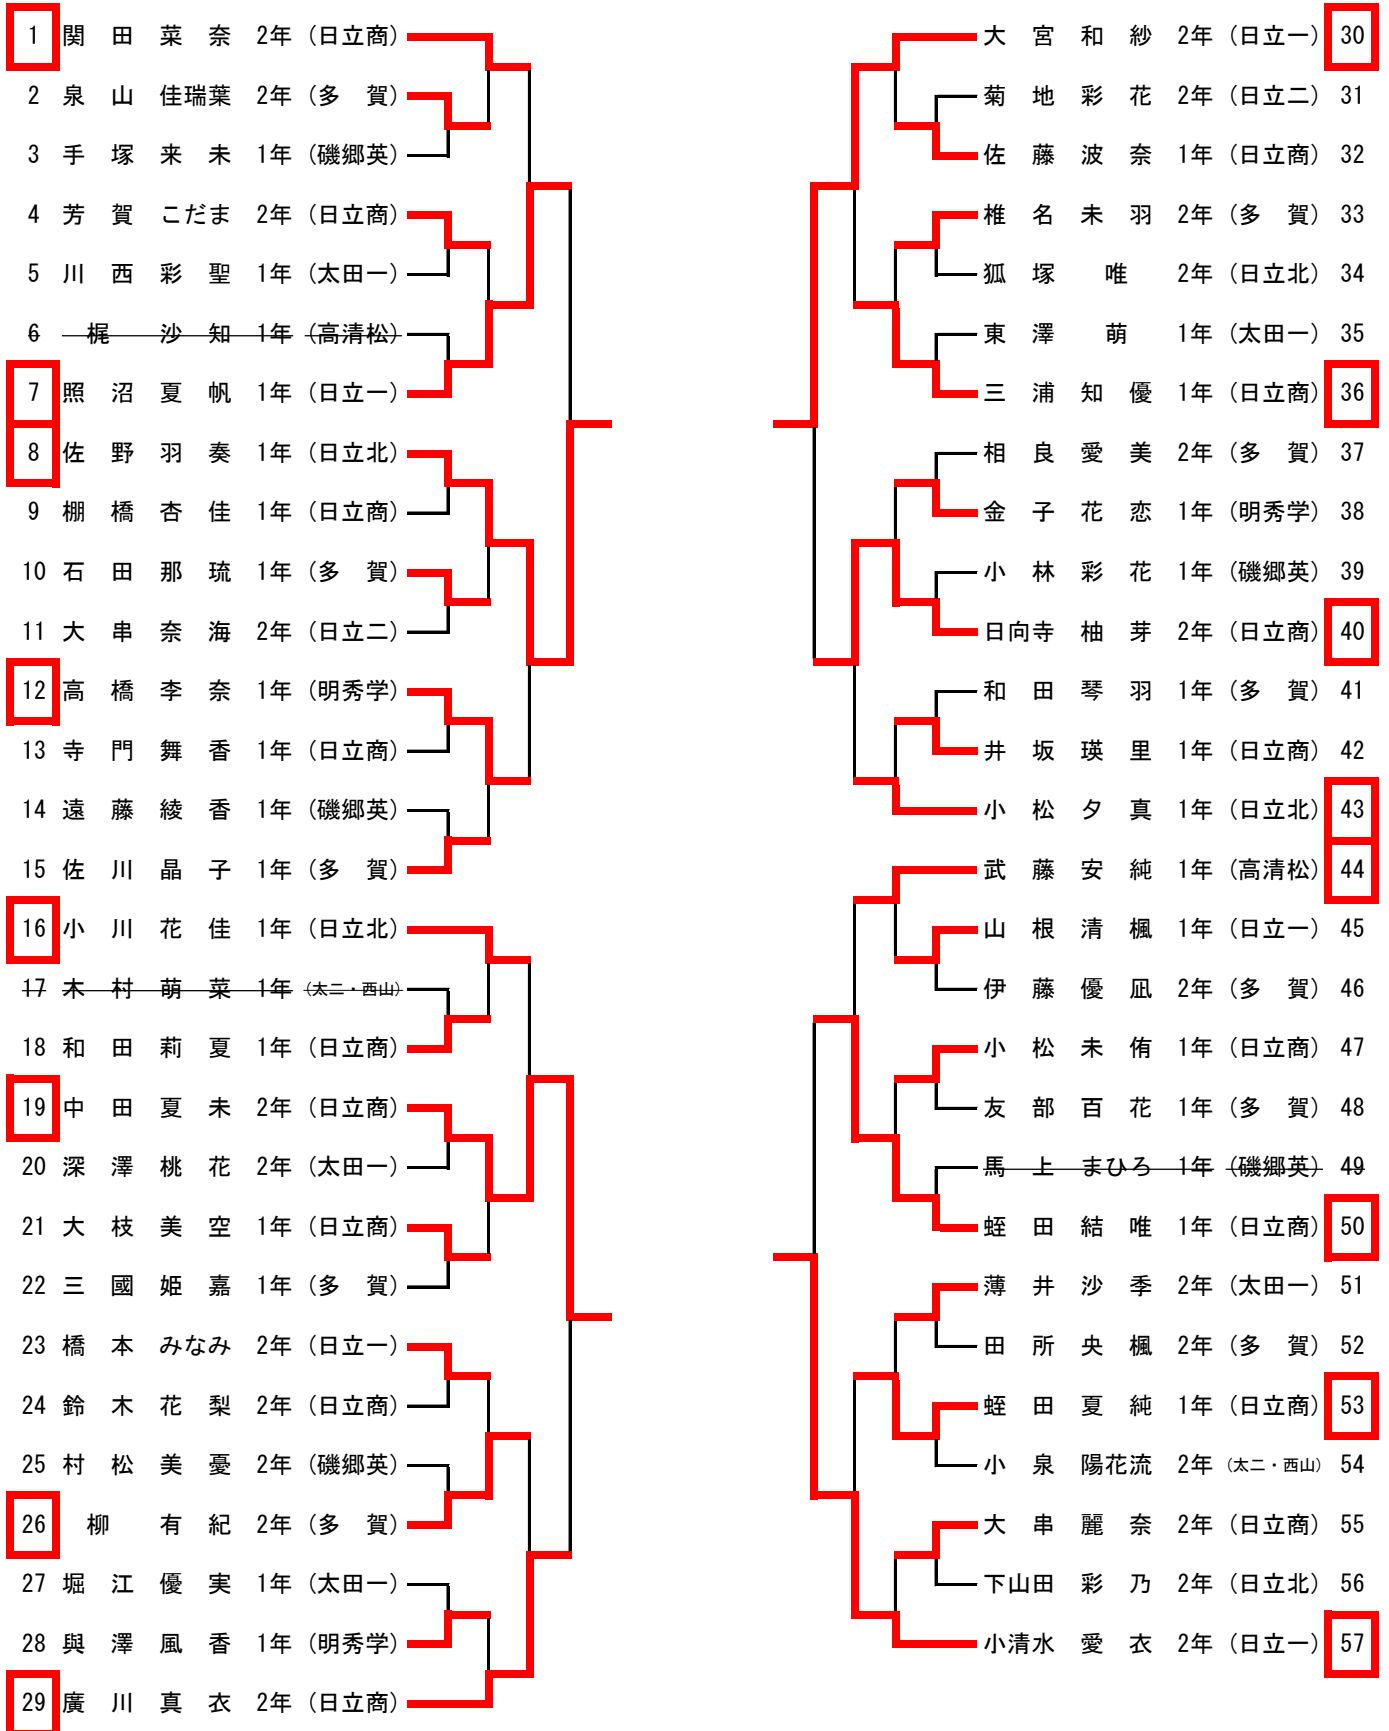 1 関 田 菜 奈 2年 (日立商)
2 泉 山 佳瑞葉 2年 (多 賀)
3 手 塚 来 未 1年 (磯郷英)
4 芳 賀 こだま 2年 (日立商)
5 川 西 彩 聖 1年 (太田一)
6 梶 沙 知 1年 (高清松)
7 照 沼 夏 帆 1年 (日立一)
8 佐 野 羽 奏 1年 (日立北)
9 棚 橋 杏 佳 1年 (日立商)
10 石 田 那 琉 1年 (多 賀)
11 大 串 奈 海 2年 (日立二)
12 高 橋 李 奈 1年 (明秀学)
13 寺 門 舞 香 1年 (日立商)
14 遠 藤 綾 香 1年 (磯郷英)
15 佐 川 晶 子 1年 (多 賀)
16 小 川 花 佳 1年 (日立北)
17 木 村 萌 菜 1年 (太二・西山)
18 和 田 莉 夏 1年 (日立商)
19 中 田 夏 未 2年 (日立商)
20 深 澤 桃 花 2年 (太田一)
21 大 枝 美 空 1年 (日立商)
22 三 國 姫 嘉 1年 (多 賀)
23 橋 本 みなみ 2年 (日立一)
24 鈴 木 花 梨 2年 (日立商)
25 村 松 美 憂 2年 (磯郷英)
26 柳 有 紀 2年 (多 賀)
27 堀 江 優 実 1年 (太田一)
28 與 澤 風 香 1年 (明秀学)
29 廣 川 真 衣 2年 (日立商)
大 宮 和 紗 2年 (日立一) 30
菊 地 彩 花 2年 (日立二) 31
佐 藤 波 奈 1年 (日立商) 32
椎 名 未 羽 2年 (多 賀) 33
狐 塚 唯 2年 (日立北) 34
東 澤 萌 1年 (太田一) 35
三 浦 知 優 1年 (日立商) 36
相 良 愛 美 2年 (多 賀) 37
金 子 花 恋 1年 (明秀学) 38
小 林 彩 花 1年 (磯郷英) 39
日向寺 柚 芽 2年 (日立商) 40
和 田 琴 羽 1年 (多 賀) 41
井 坂 瑛 里 1年 (日立商) 42
小 松 夕 真 1年 (日立北) 43
武 藤 安 純 1年 (高清松) 44
山 根 清 楓 1年 (日立一) 45
伊 藤 優 凪 2年 (多 賀) 46
小 松 未 侑 1年 (日立商) 47
友 部 百 花 1年 (多 賀) 48
馬 上 まひろ 1年 (磯郷英) 49
蛭 田 結 唯 1年 (日立商) 50
薄 井 沙 季 2年 (太田一) 51
田 所 央 楓 2年 (多 賀) 52
蛭 田 夏 純 1年 (日立商) 53
小 泉 陽花流 2年 (太二・西山) 54
大 串 麗 奈 2年 (日立商) 55
下山田 彩 乃 2年 (日立北) 56
小清水 愛 衣 2年 (日立一) 57